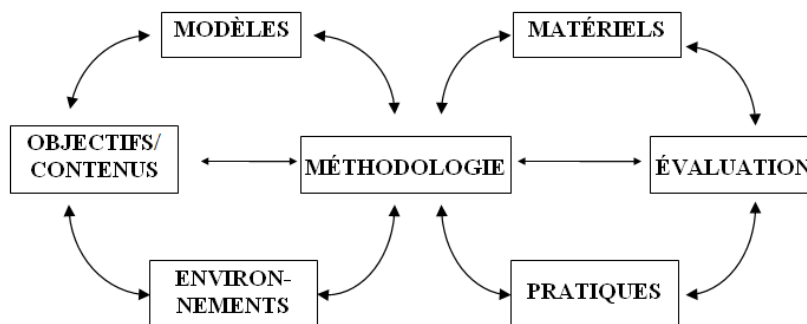 MODÈLES
MATÉRIELS
OBJECTIFS/
CONTENUS
MÉTHODOLOGIE
ÉVALUATION
ENVIRON-
NEMENTS
PRATIQUES